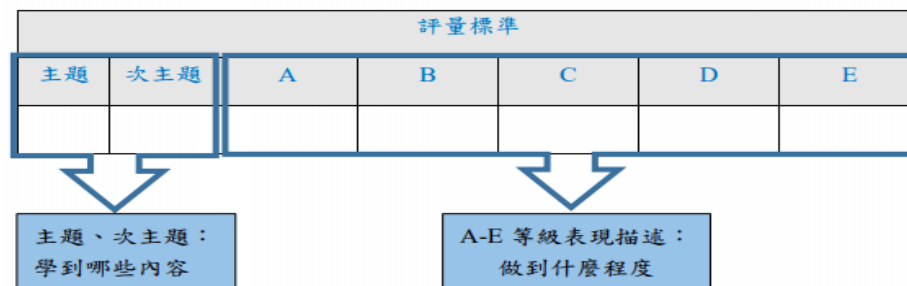 評量標準
主題 次主題 A B C D E
主題、次主題：
學到哪些內容
A-E 等級表現描述：
做到什麼程度